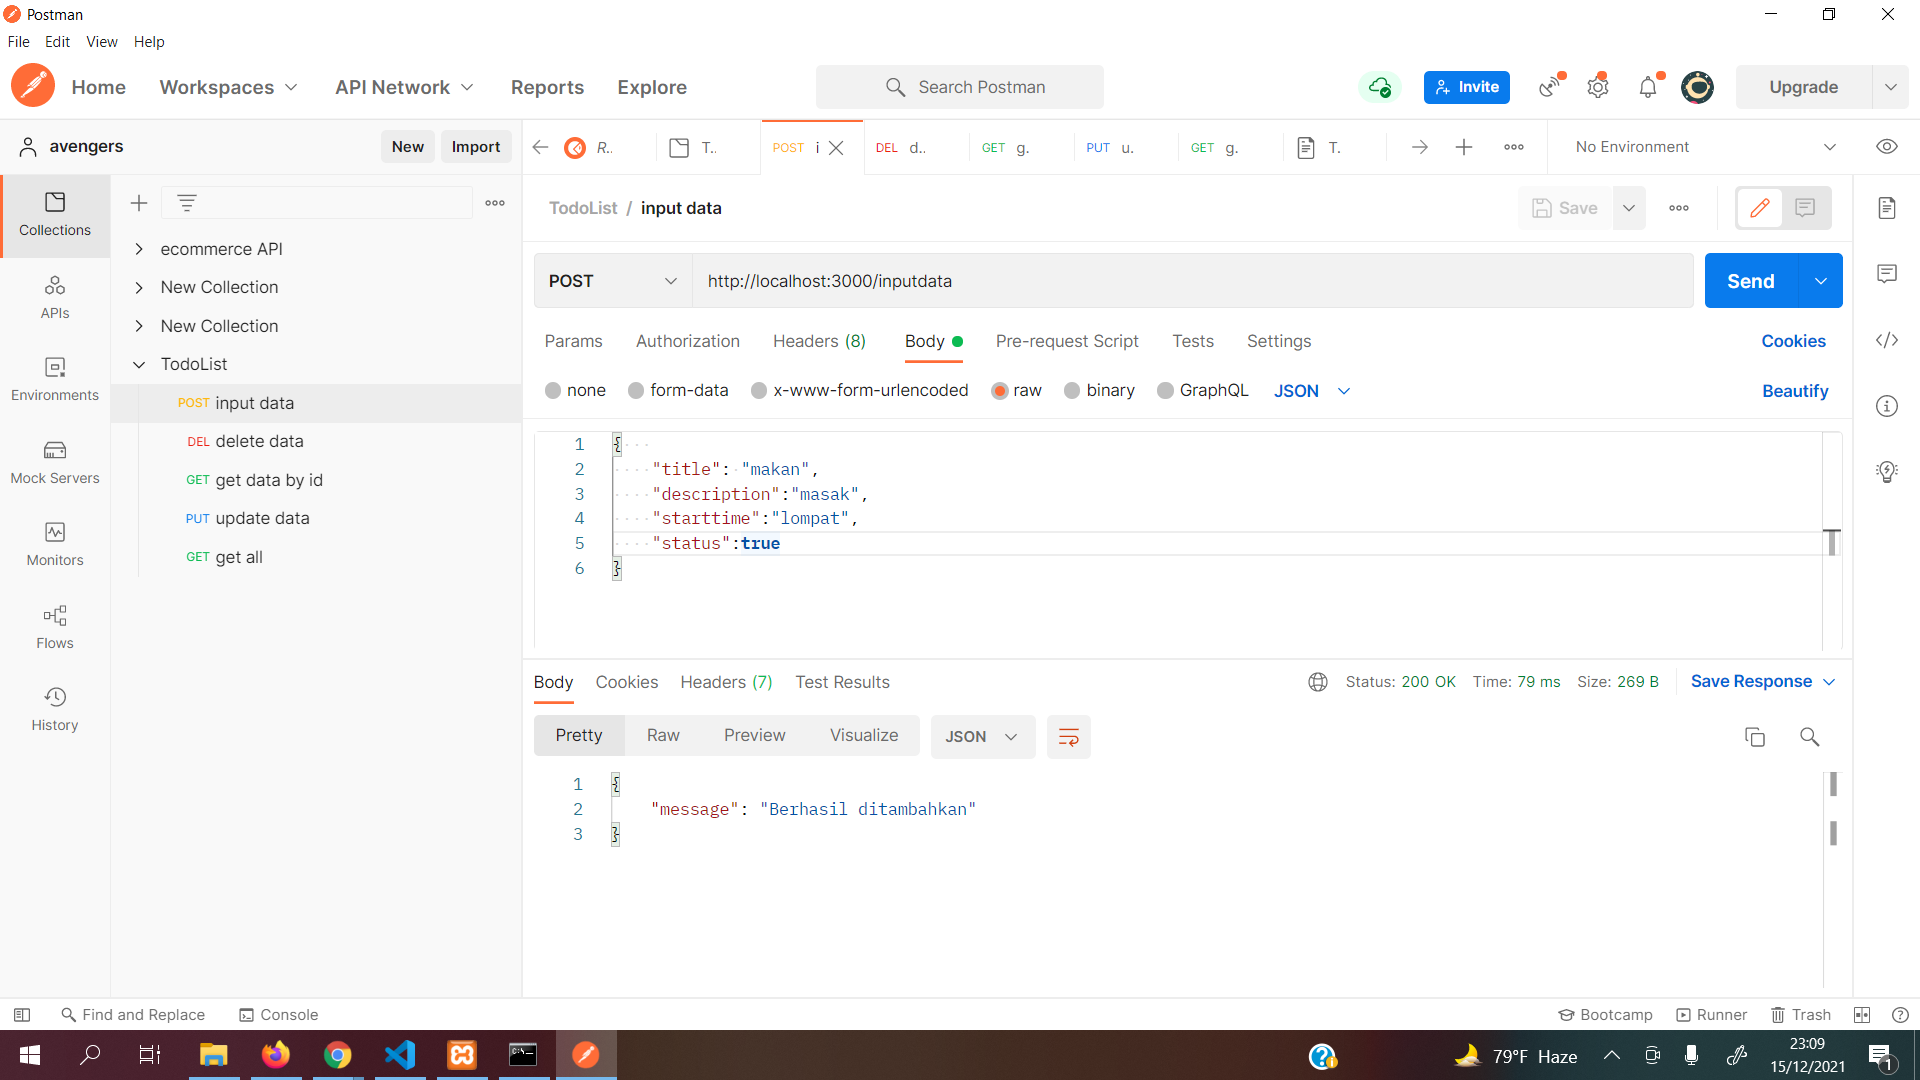 Postman
File Edit View Help
Home Workspaces API Network Reports Explore Search Postman Invite Upgrade
avengers New Import R.. T.. POST i DEL d.. GET g. PUT u. GET g. T. No Environment
TodoList / input data Save
Collections
ecommerce API
New Collection
New Collection
TodoList
POST input data
DEL delete data
GET get data by id
PUT update data
GET get all
APIs
Environments
Mock Servers
Monitors
Flows
History
POST http://localhost:3000/inputdata Send
Params Authorization Headers (8) Body Pre-request Script Tests Settings Cookies
none form-data x-www-form-urlencoded raw binary GraphQL JSON Beautify
1 {
2 "title": "makan",
3 "description":"masak",
4 "starttime":"lompat",
5 "status":true
6 }
Body Cookies Headers (7) Test Results Status: 200 OK Time: 79 ms Size: 269 B Save Response
Pretty Raw Preview Visualize JSON
1 {
2 "message": "Berhasil ditambahkan"
3 }
Find and Replace Console Bootcamp Runner Trash
79°F Haze 23:09
15/12/2021 1